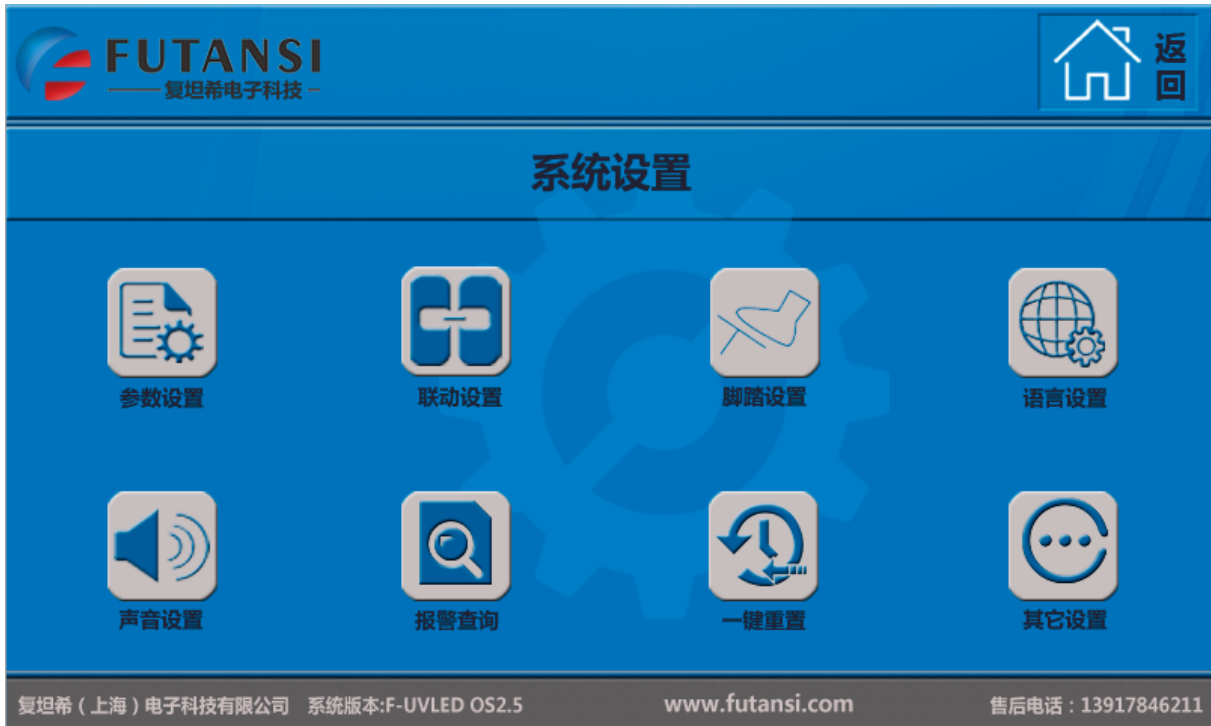 FUTANSI
复坦希电子科技
返回
系统设置
参数设置 联动设置 脚踏设置 语言设置
声音设置 报警查询 一键重置 其它设置
复坦希（上海）电子科技有限公司 系统版本:F-UVLED OS2.5 www.futansi.com 售后电话：13917846211